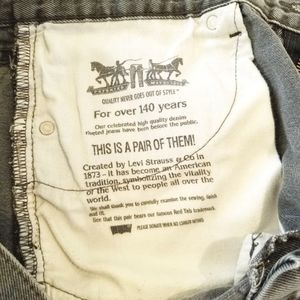 QUALITY NEVER GOES OUT OF STYLE
For over 140 years
Our celebrated high quality denim
riveted jeans have been before the public.
THIS IS A PAIR OF THEM!
Created by Levi Strauss & Co in
1873 - it has become an American
tradition, symbolizing the vitality
of the West to people all over the
world.
We shall thank you to carefully examine the sewing, finish
and fit.
See that this pair bears our famous Red Tab trademark.
PLEASE DONATE WHEN NO LONGER NEEDED